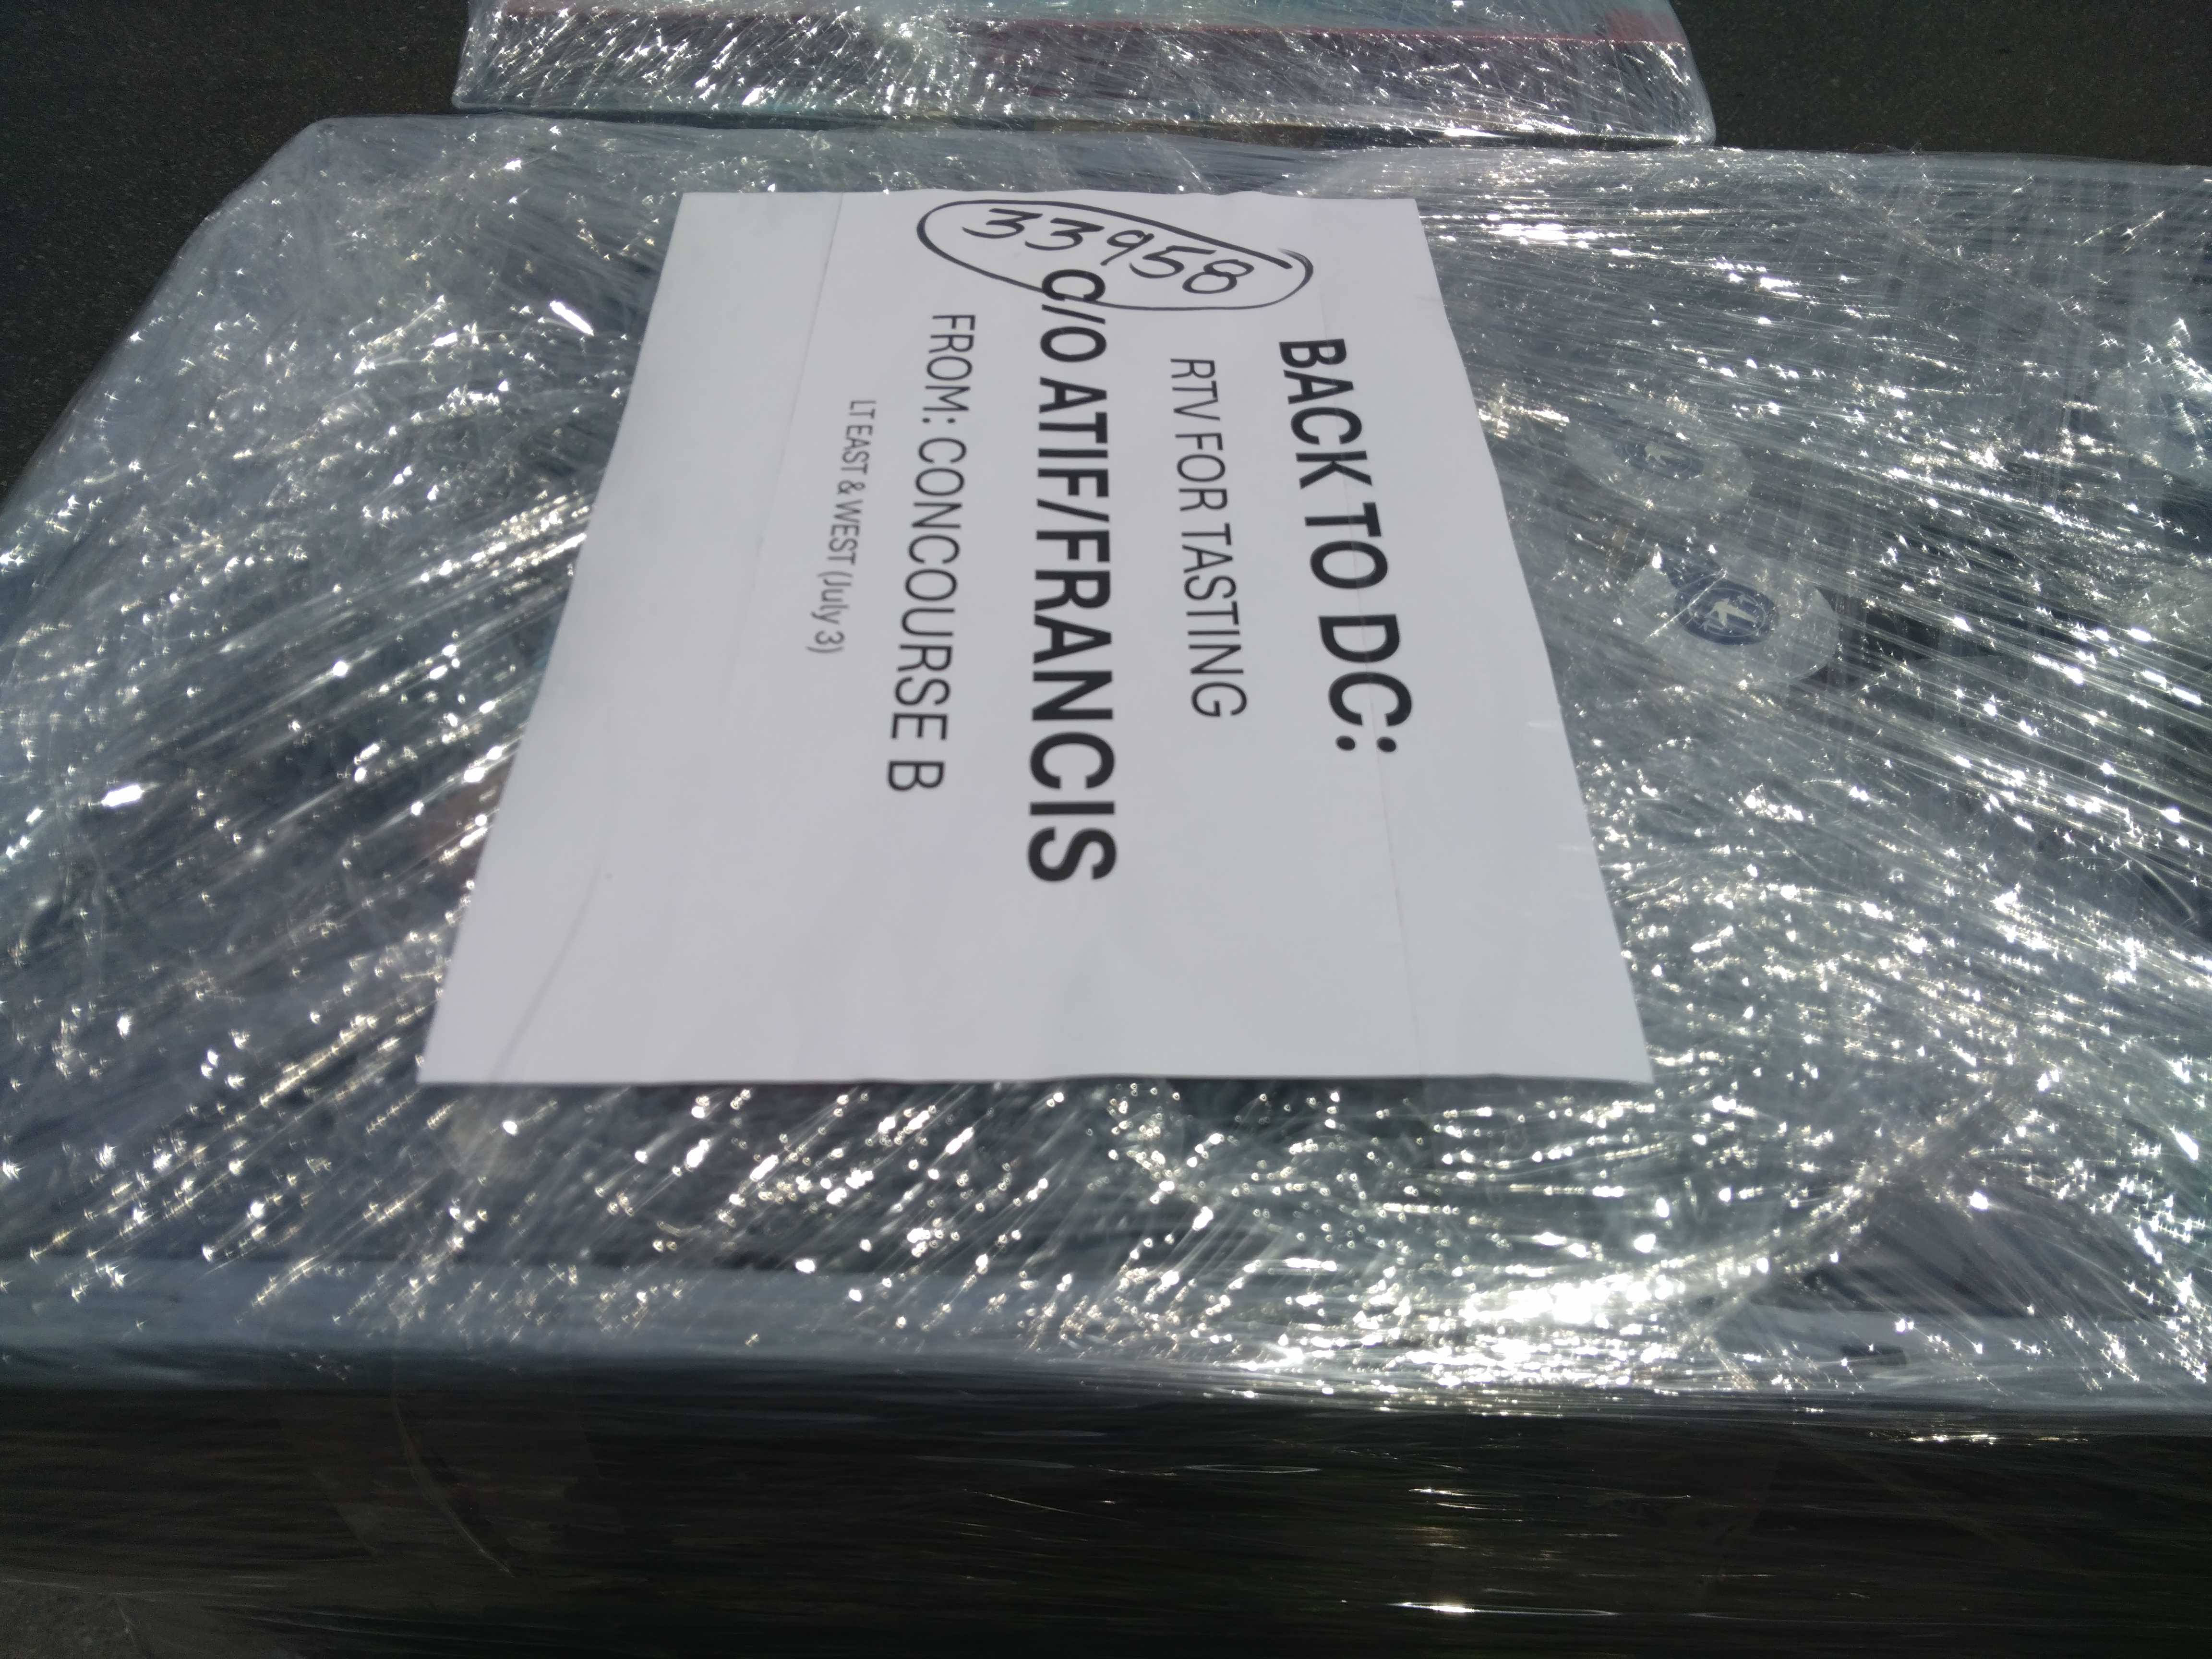 33958
BACK TO DC:
RTV FOR TASTING
C/O ATIF/FRANCIS
FROM: CONCOURSE B
LT EAST & WEST (July 3)